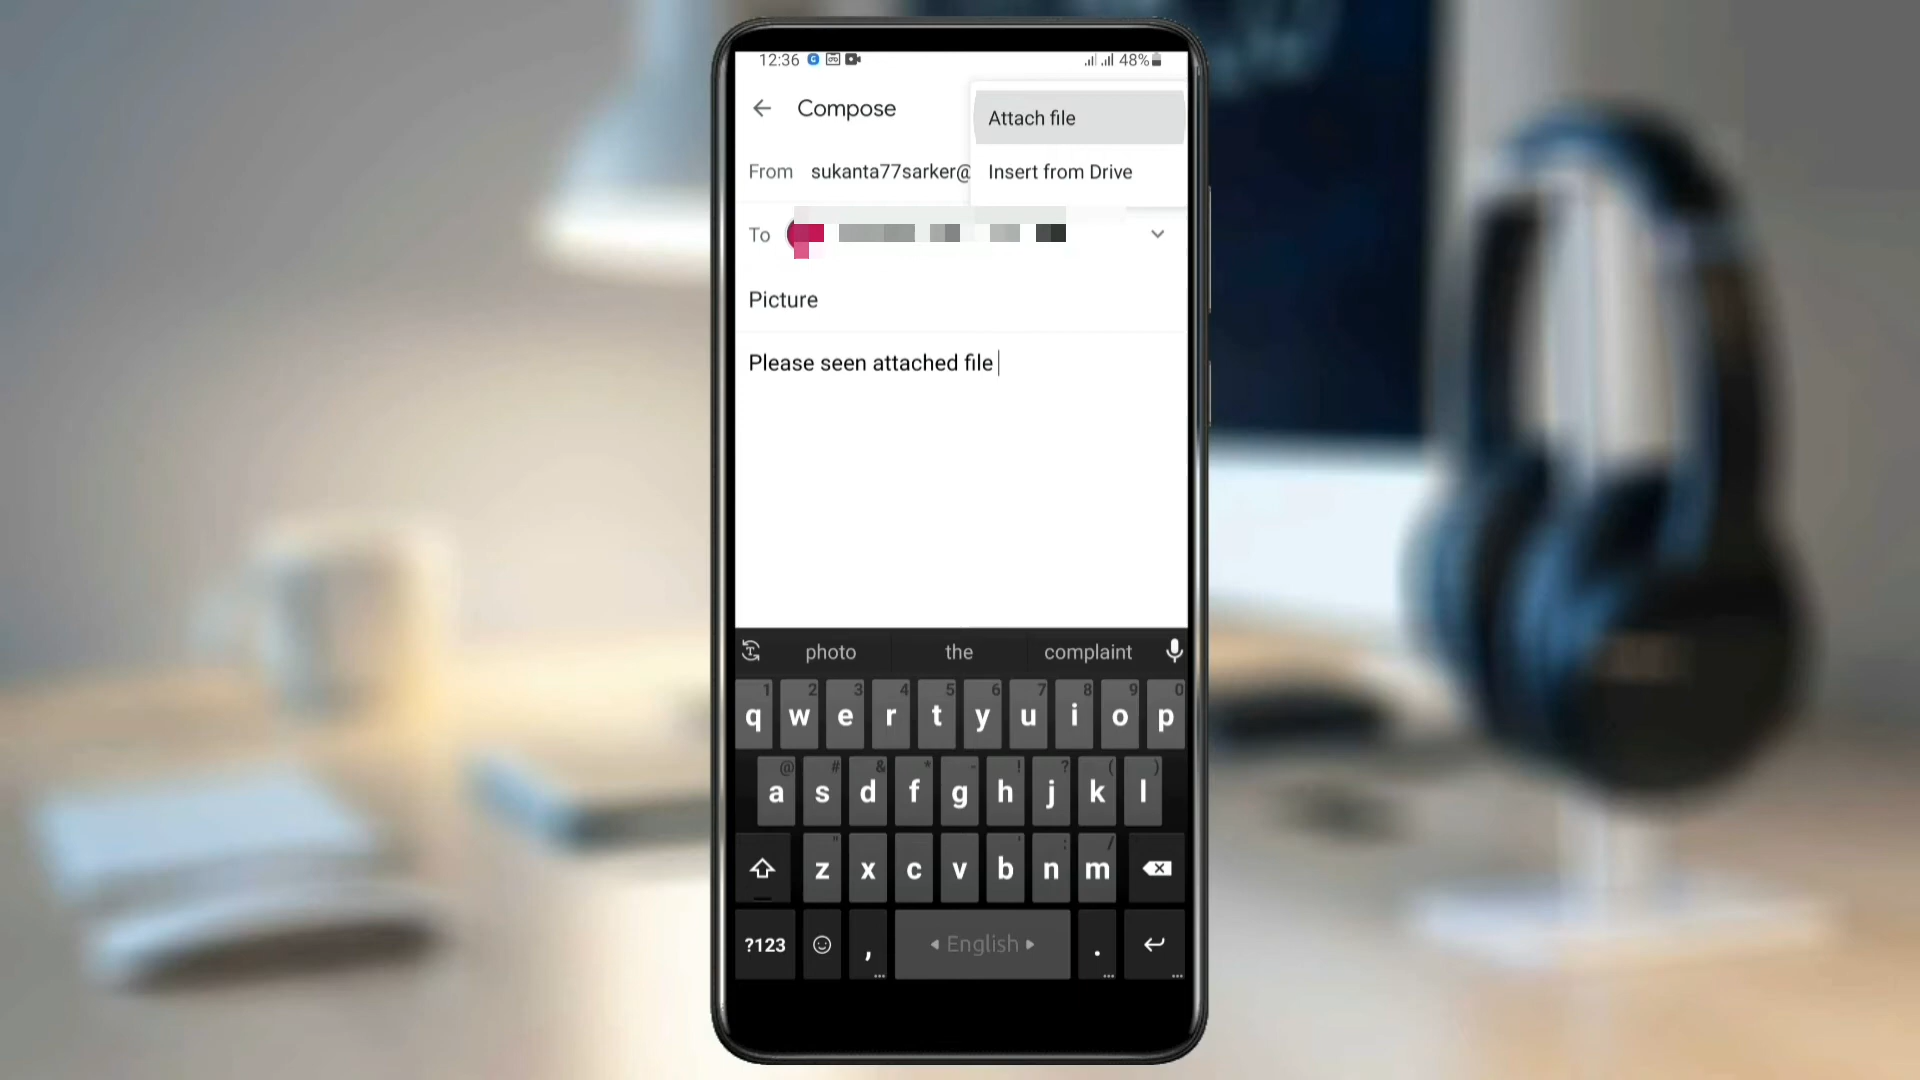 12:36 48%
Compose
Attach file
From sukanta77sarker@
Insert from Drive
To
Picture
Please seen attached file
photo the complaint
1 2 3 4 5 6 7 8 9 0
q w e r t y u i o p
@ # & * - ! ? ( )
a s d f g h j k l
" ' : /
z x c v b n m
?123 , English .